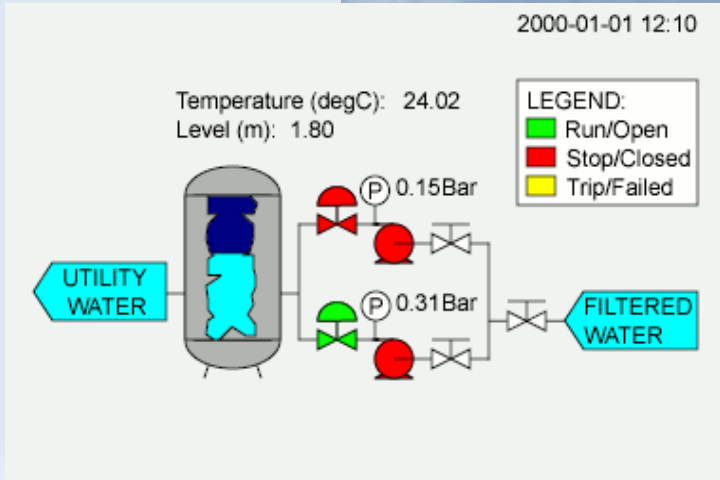 2000-01-01 12:10
Temperature (degC): 24.02
Level (m): 1.80
LEGEND:
Run/Open
Stop/Closed
Trip/Failed
P 0.15Bar
UTILITY
WATER
P 0.31Bar
FILTERED
WATER